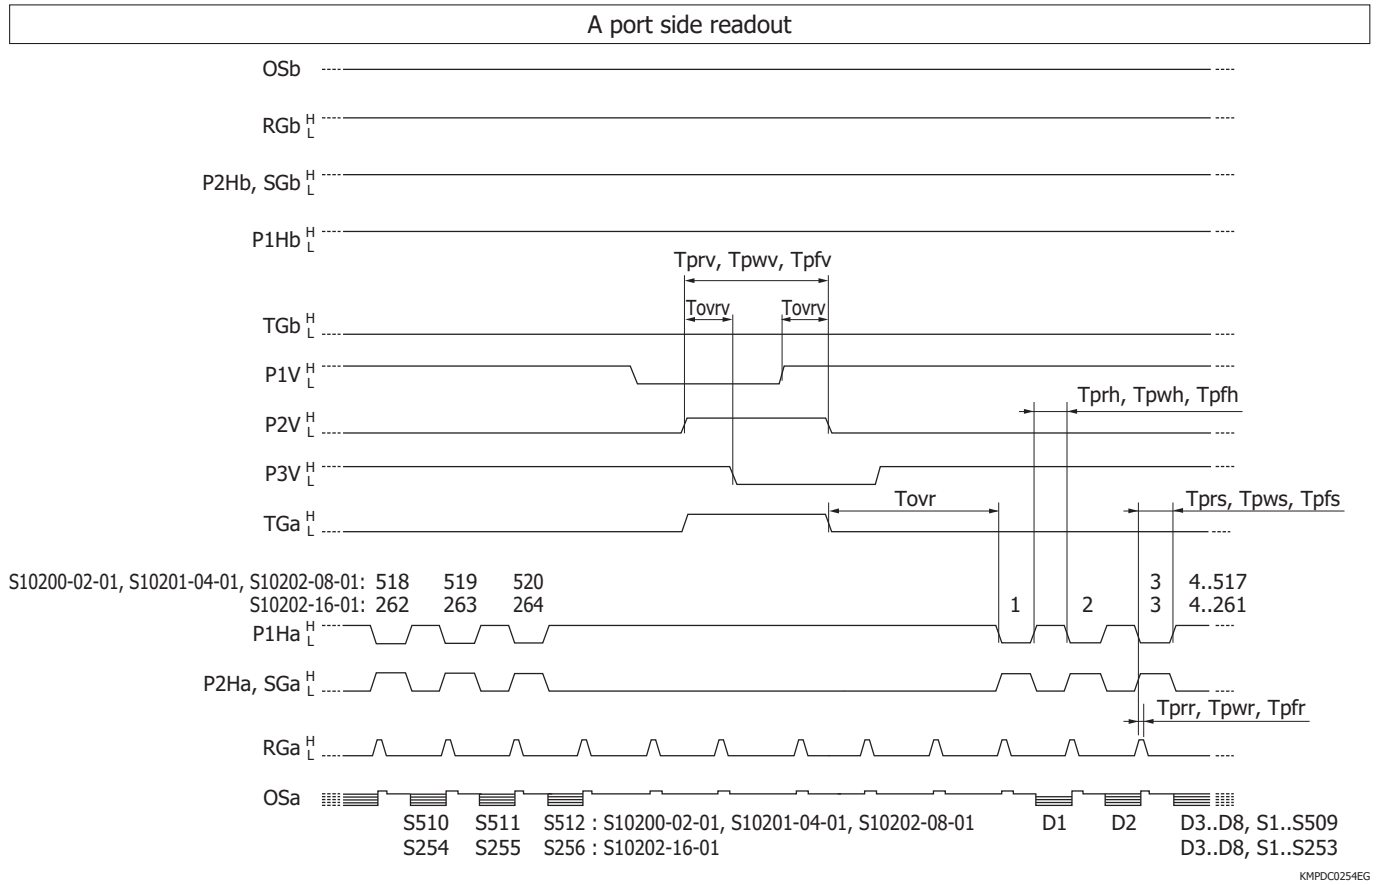 A port side readout
OSb
RGb H L
P2Hb, SGb H L
P1Hb H L
Tprv, Tpwv, Tpfv
Tovrv Tovrv
TGb H L
P1V H L
Tprh, Tpwh, Tpfh
P2V H L
P3V H L
Tovr Tprs, Tpws, Tpfs
TGa H L
S10200-02-01, S10201-04-01, S10202-08-01: 518 519 520 3 4..517
S10202-16-01: 262 263 264 1 2 3 4..261
P1Ha H L
P2Ha, SGa H L
Tprr, Tpwr, Tpfr
RGa H L
OSa
S510 S511 S512 : S10200-02-01, S10201-04-01, S10202-08-01 D1 D2 D3..D8, S1..S509
S254 S255 S256 : S10202-16-01 D3..D8, S1..S253
KMPDC0254EG